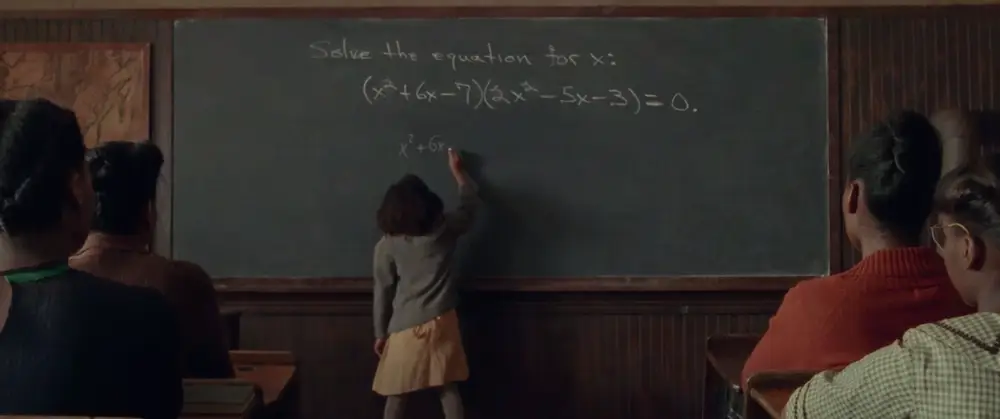 Solve the equation for x:
(x²+6x-7)(2x²-5x-3)=0.
x²+6x